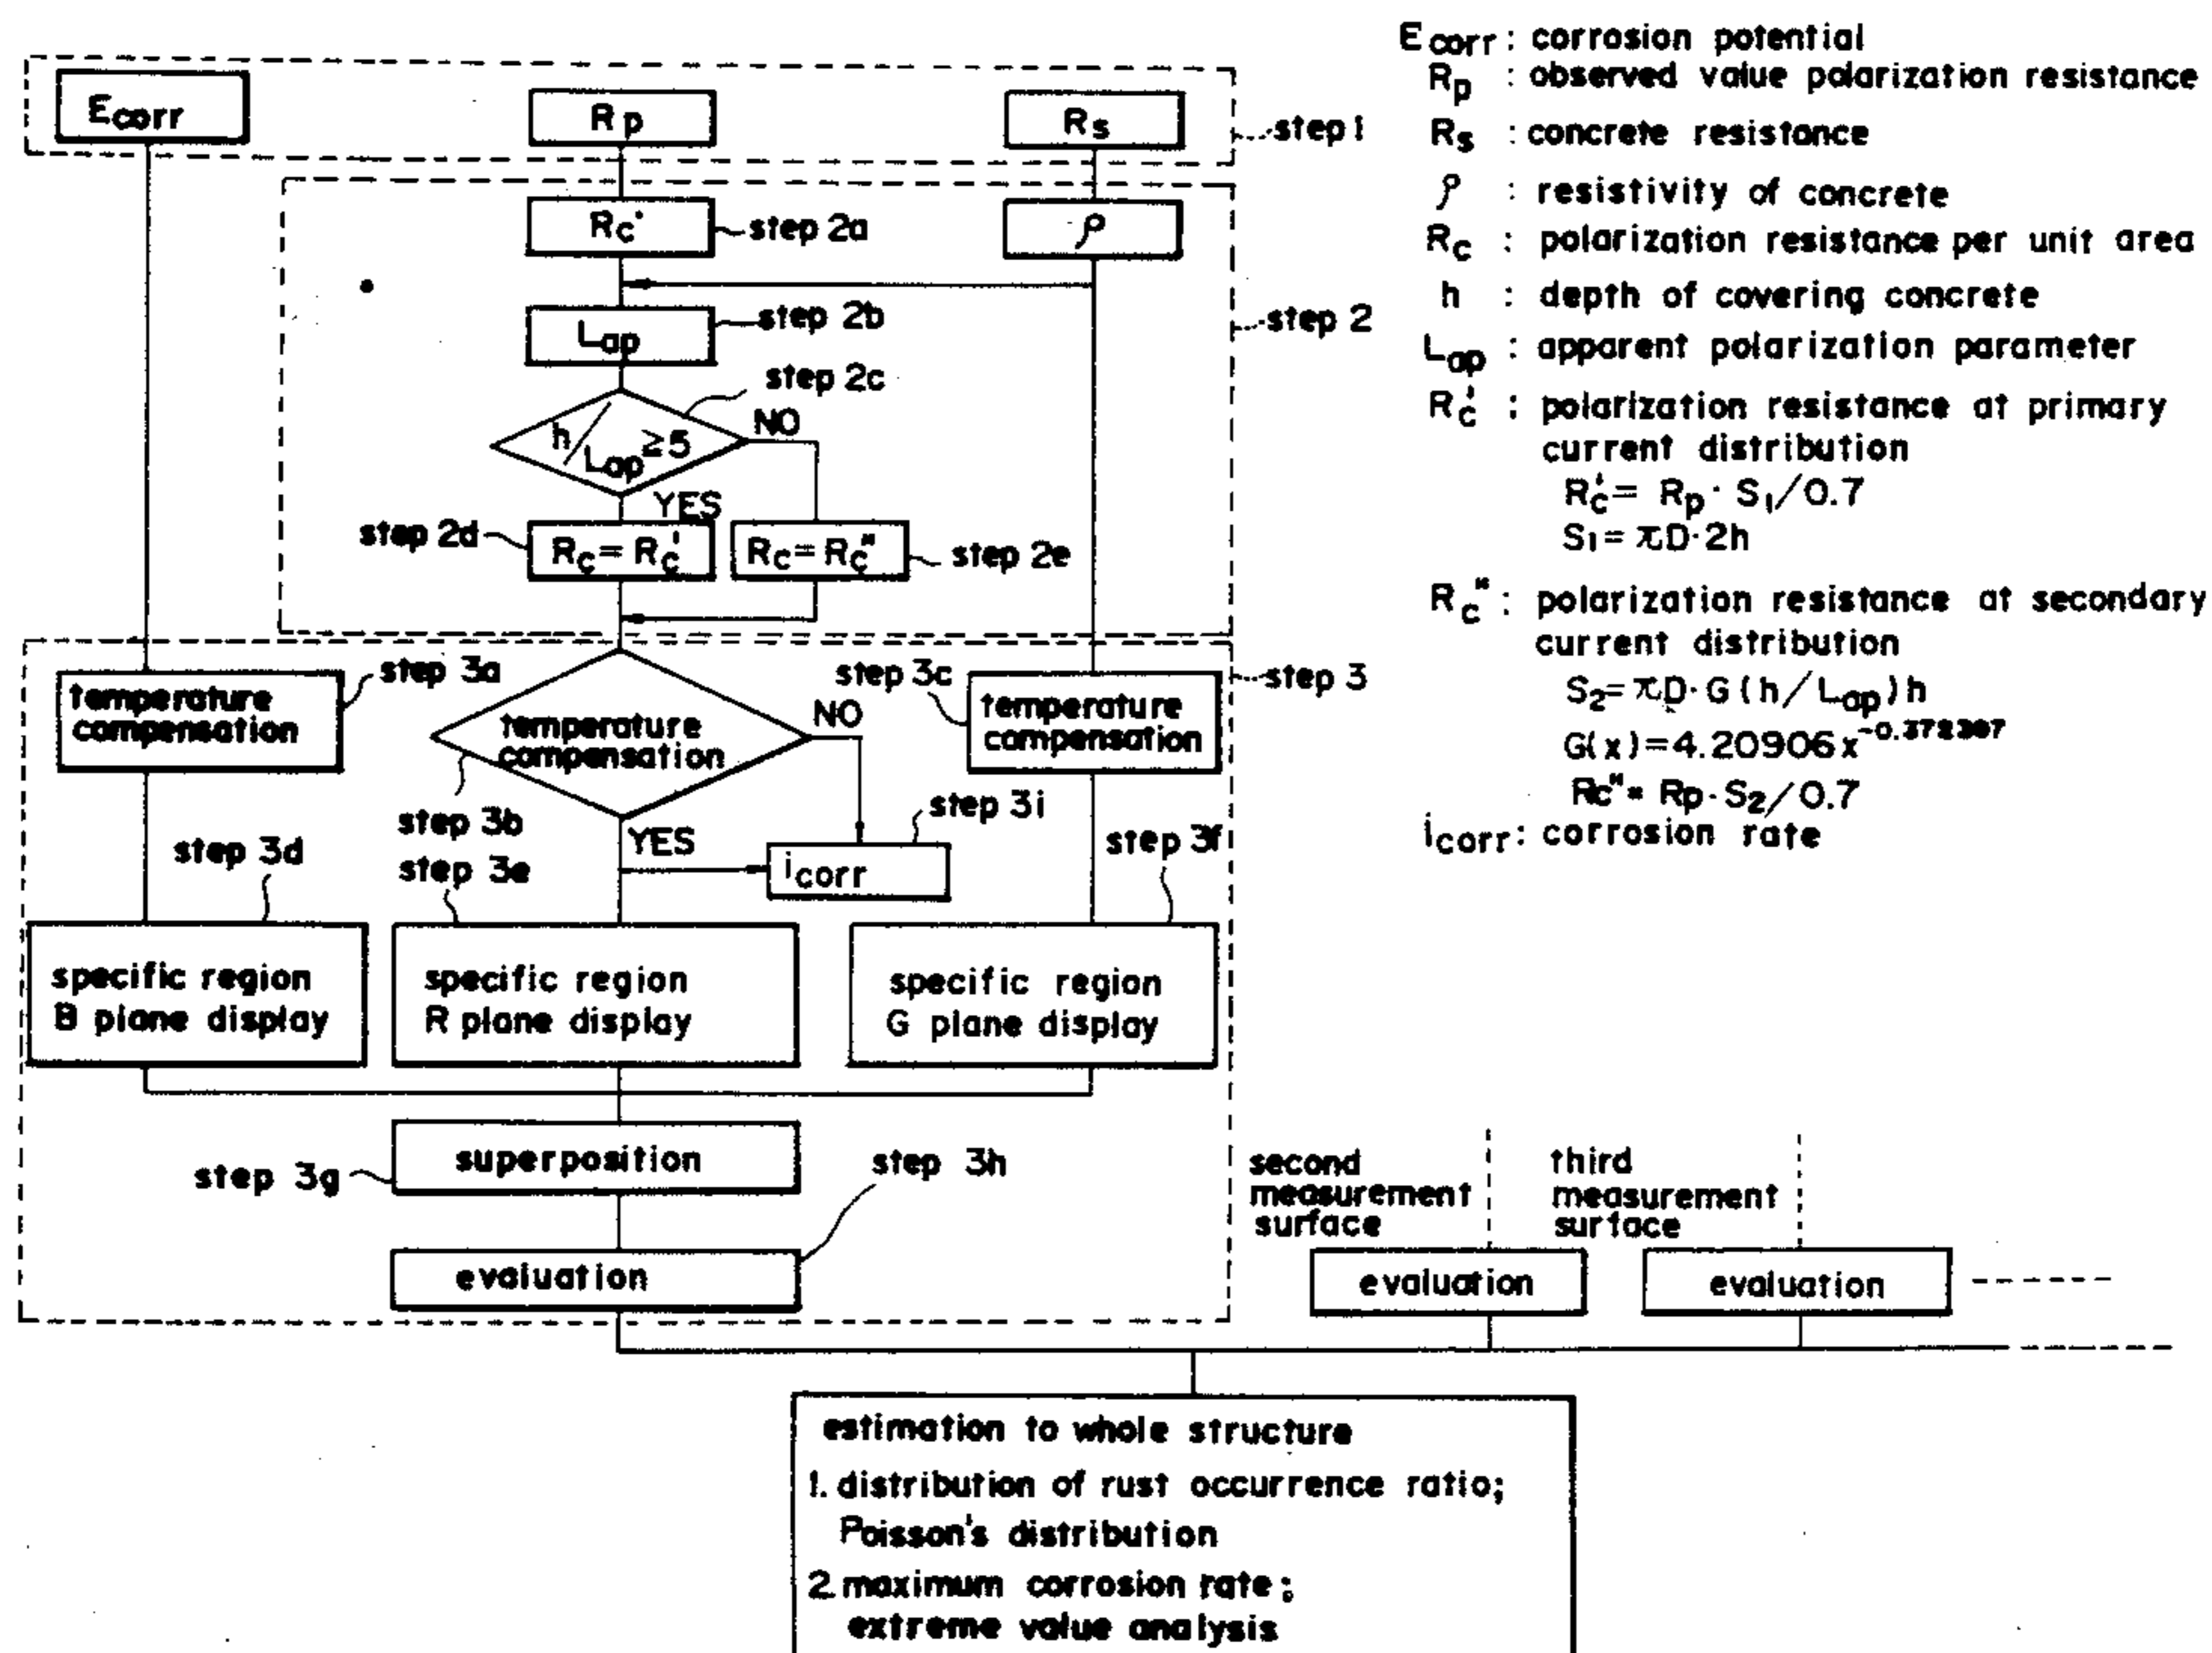 E corr : corrosion potential
Rp : observed value polarization resistance
Rs : concrete resistance
ρ : resistivity of concrete
Rc : polarization resistance per unit area
h : depth of covering concrete
Lap : apparent polarization parameter
Rc' : polarization resistance at primary
current distribution
Rc' = Rp · S1/0.7
S1 = πD·2h
Rc" : polarization resistance at secondary
current distribution
S2 = πD·G(h/Lap)h
G(x) = 4.20906x
Rc" = Rp·S2/0.7
icorr : corrosion rate
Ecorr
Rp
Rs
step 1
Rc'
step 2a
ρ
Lap
step 2b
step 2
step 2c
h/Lap ≥ 5
NO
YES
step 2d
Rc = Rc'
Rc = Rc"
step 2e
temperature
compensation
step 3a
temperature
compensation
NO
step 3b
YES
step 3c
temperature
compensation
step 3
step 3i
icorr
step 3d
step 3e
step 3f
specific region
B plane display
specific region
R plane display
specific region
G plane display
superposition
step 3g
step 3h
evaluation
second
measurement
surface
evaluation
third
measurement
surface
evaluation
estimation to whole structure
1. distribution of rust occurrence ratio;
Poisson's distribution
2. maximum corrosion rate;
extreme value analysis